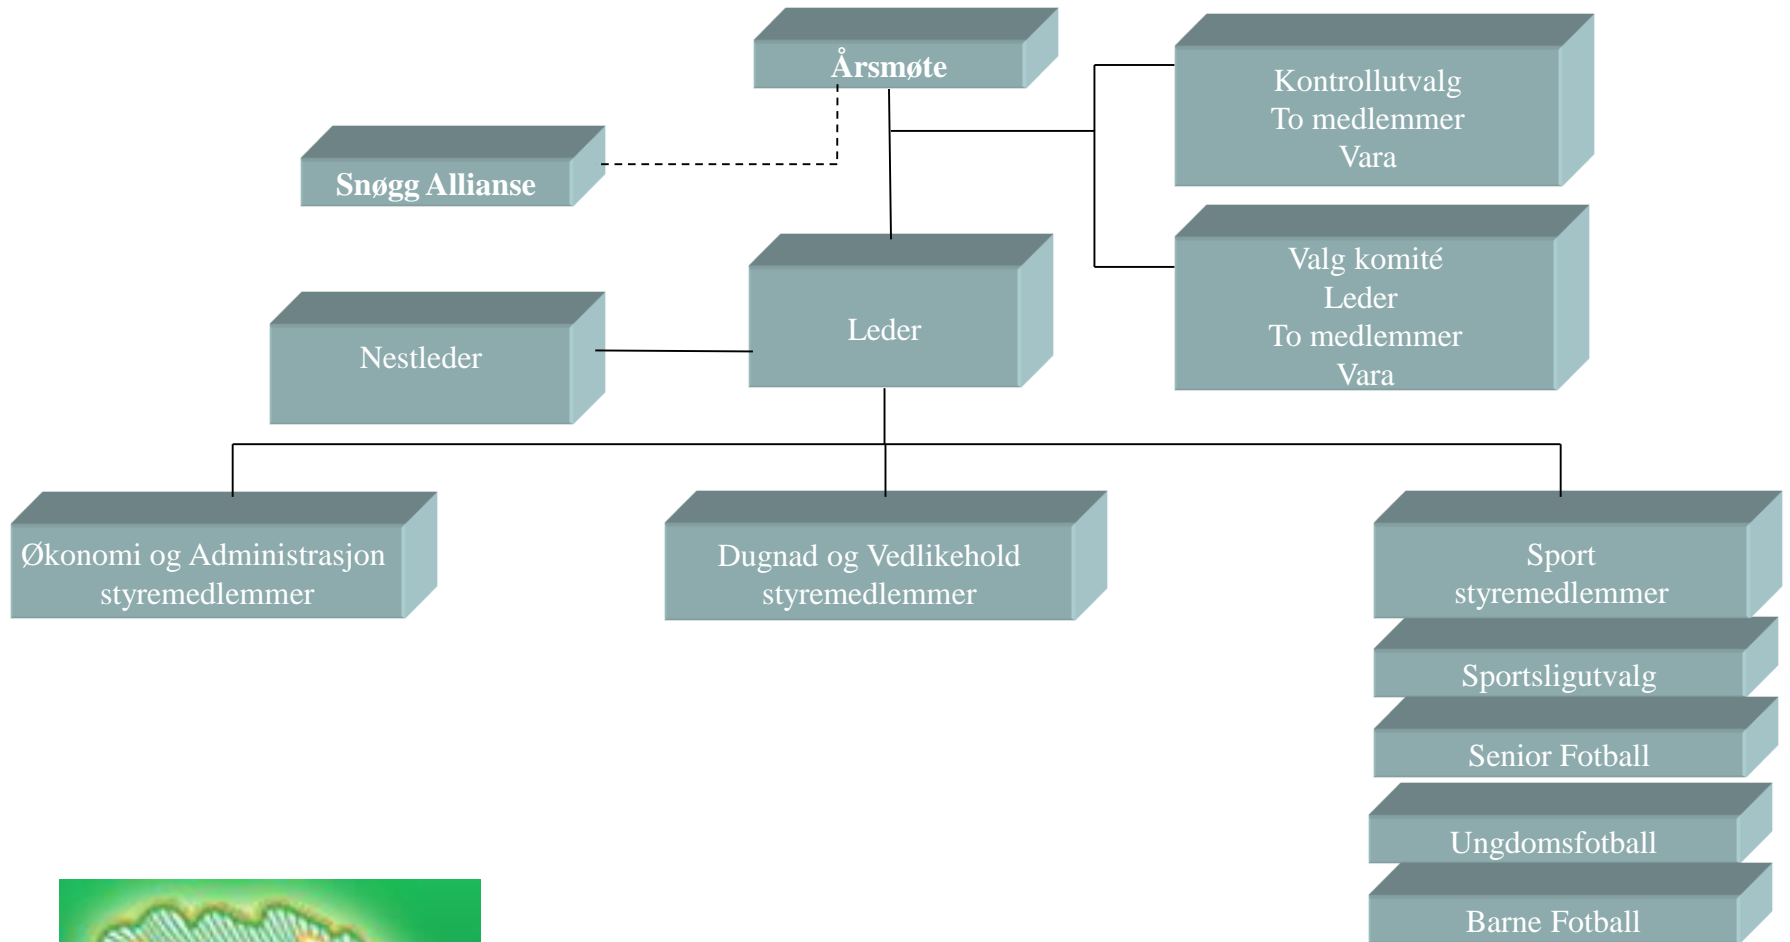 Årsmøte
Kontrollutvalg
To medlemmer
Vara
Snøgg Allianse
Valg komité
Leder
To medlemmer
Vara
Leder
Nestleder
Økonomi og Administrasjon
styremedlemmer
Dugnad og Vedlikehold
styremedlemmer
Sport
styremedlemmer
Sportsligutvalg
Senior Fotball
Ungdomsfotball
Barne Fotball